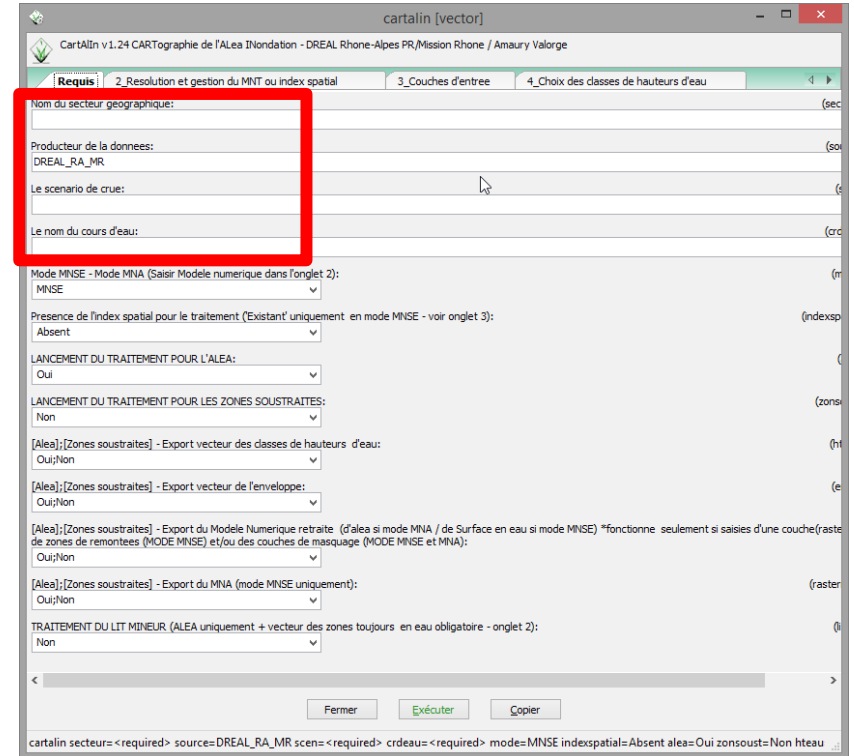 cartalin [vector]
CartAlIn v1.24 CARTographie de l'ALea INondation - DREAL Rhone-Alpes PR/Mission Rhone / Amaury Valorge
Requis 2_Resolution et gestion du MNT ou index spatial 3_Couches d'entree 4_Choix des classes de hauteurs d'eau
Nom du secteur geographique: (sec
Producteur de la donnees: (sou
DREAL_RA_MR
Le scenario de crue: (s
Le nom du cours d'eau: (crd
Mode MNSE - Mode MNA (Saisir Modele numerique dans l'onglet 2): (m
MNSE
Presence de l'index spatial pour le traitement ('Existant' uniquement en mode MNSE - voir onglet 3): (indexsp
Absent
LANCEMENT DU TRAITEMENT POUR L'ALEA: (
Oui
LANCEMENT DU TRAITEMENT POUR LES ZONES SOUSTRAITES: (zonso
Non
[Alea];[Zones soustraites] - Export vecteur des classes de hauteurs d'eau: (ht
Oui;Non
[Alea];[Zones soustraites] - Export vecteur de l'enveloppe: (e
Oui;Non
[Alea];[Zones soustraites] - Export du Modele Numerique retraite (d'alea si mode MNA / de Surface en eau si mode MNSE) *fonctionne seulement si saisies d'une couche(raste
de zones de remontees (MODE MNSE) et/ou des couches de masquage (MODE MNSE et MNA):
Oui;Non
[Alea];[Zones soustraites] - Export du MNA (mode MNSE uniquement): (raster
Oui;Non
TRAITEMENT DU LIT MINEUR (ALEA uniquement + vecteur des zones toujours en eau obligatoire - onglet 2): (li
Non
Fermer Exécuter Copier
cartalin secteur=<required> source=DREAL_RA_MR scen=<required> crdeau=<required> mode=MNSE indexspatial=Absent alea=Oui zonsoust=Non hteau